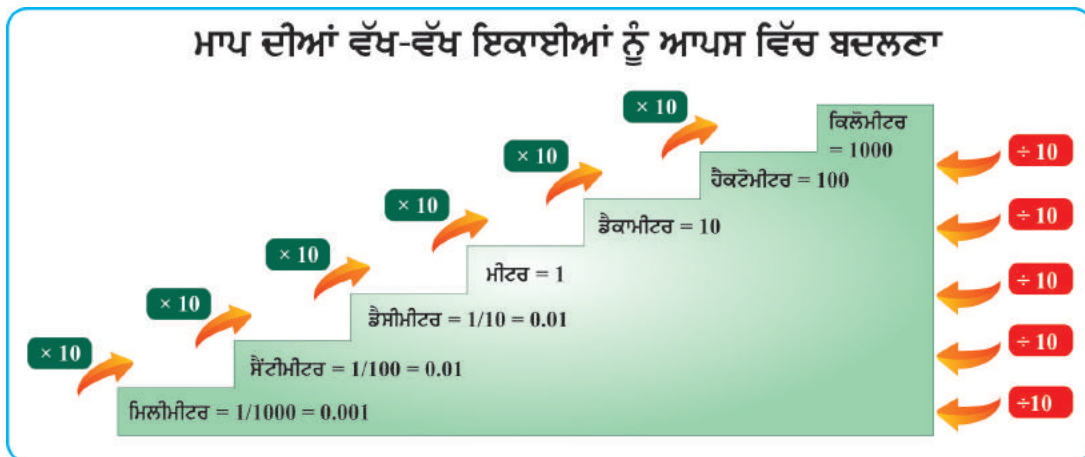 ਮਾਪ ਦੀਆਂ ਵੱਖ-ਵੱਖ ਇਕਾਈਆਂ ਨੂੰ ਆਪਸ ਵਿੱਚ ਬਦਲਣਾ
× 10
ਕਿਲੋਮੀਟਰ
= 1000
÷ 10
× 10
ਹੈਕਟੋਮੀਟਰ = 100
× 10
ਡੈਕਾਮੀਟਰ = 10
÷ 10
× 10
ਮੀਟਰ = 1
÷ 10
× 10
ਡੈਸੀਮੀਟਰ = 1/10 = 0.01
÷ 10
× 10
ਸੈਂਟੀਮੀਟਰ = 1/100 = 0.01
÷10
ਮਿਲੀਮੀਟਰ = 1/1000 = 0.001